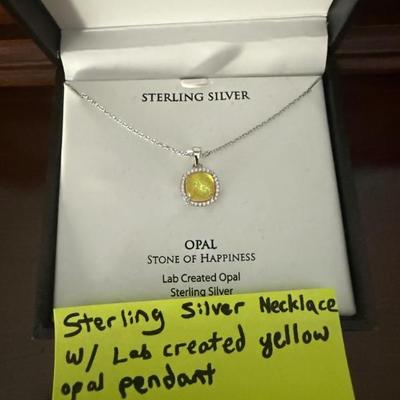 STERLING SILVER
OPAL
STONE OF HAPPINESS
Lab Created Opal
Sterling Silver
Sterling Silver Necklace
W/ Lab created yellow
opal pendant